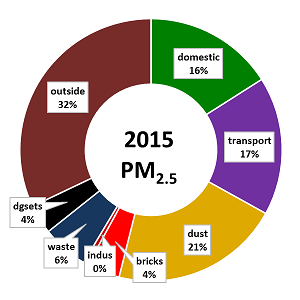 domestic
16%
transport
17%
dust
21%
bricks
4%
indus
0%
waste
6%
dgsets
4%
outside
32%
2015
PM2.5